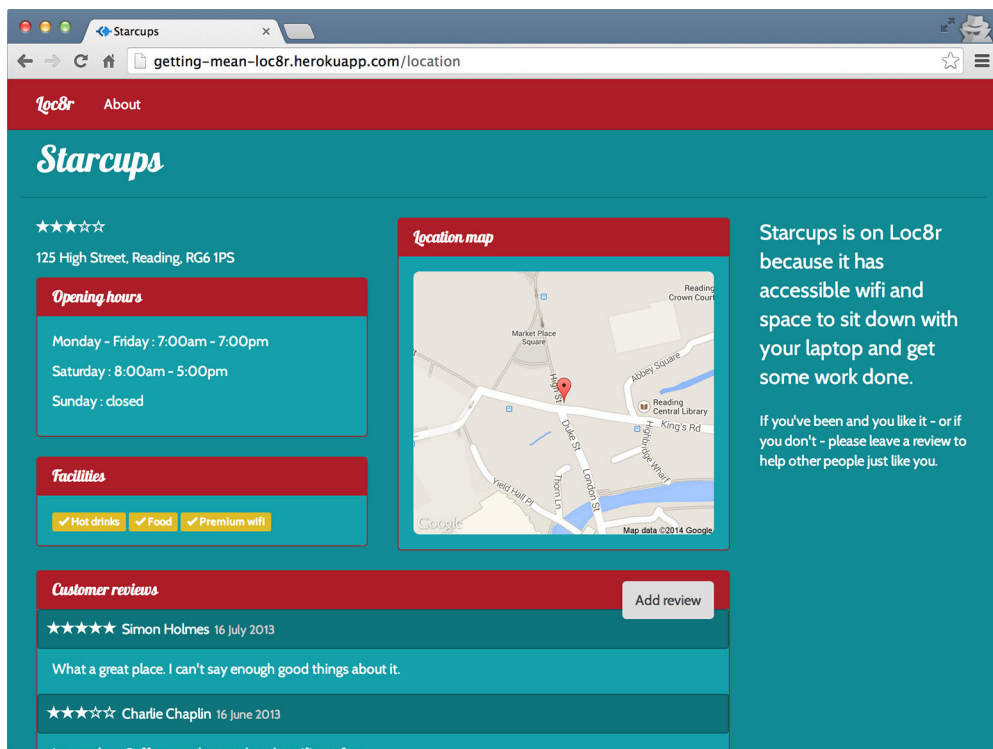 Starcups
getting-mean-loc8r.herokuapp.com/location
Loc8r
About
Starcups
★★★☆☆
125 High Street, Reading, RG6 1PS
Opening hours
Monday - Friday : 7:00am - 7:00pm
Saturday : 8:00am - 5:00pm
Sunday : closed
Facilities
Hot drinks
Food
Premium wifi
Location map
Reading
Crown Court
Market Place
Square
High St
Abbey Square
Reading
Central Library
King's Rd
Duke St
Highbridge Wharf
London St
Thorn Ln
Yield Hall Pl
Google
Map data ©2014 Google
Starcups is on Loc8r
because it has
accessible wifi and
space to sit down with
your laptop and get
some work done.
If you've been and you like it - or if
you don't - please leave a review to
help other people just like you.
Customer reviews
Add review
★★★★★ Simon Holmes 16 July 2013
What a great place. I can't say enough good things about it.
★★★☆☆ Charlie Chaplin 16 June 2013